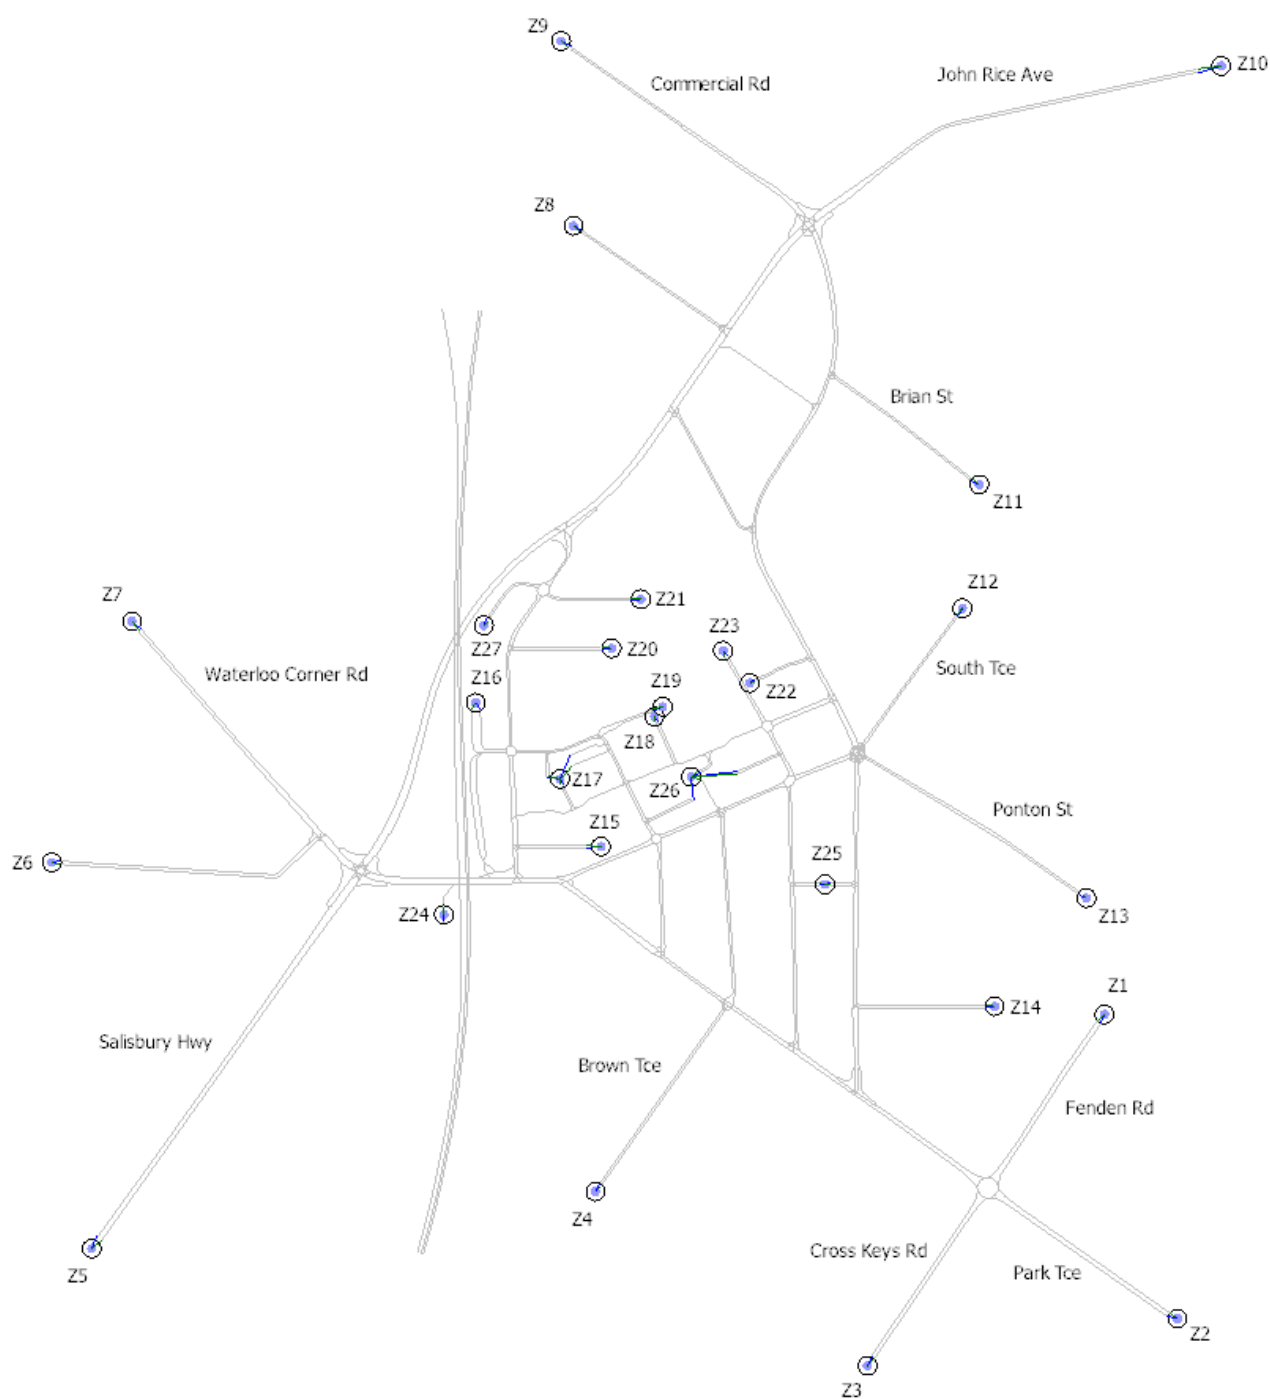 Z9
Z10
John Rice Ave
Commercial Rd
Z8
Brian St
Z11
Z7
Z12
Z21
Z27
Z20
Z23
South Tce
Waterloo Corner Rd
Z16
Z19
Z22
Z18
Z17
Z26
Ponton St
Z15
Z6
Z25
Z24
Z13
Z14
Z1
Salisbury Hwy
Brown Tce
Fenden Rd
Z4
Cross Keys Rd
Z5
Park Tce
Z2
Z3